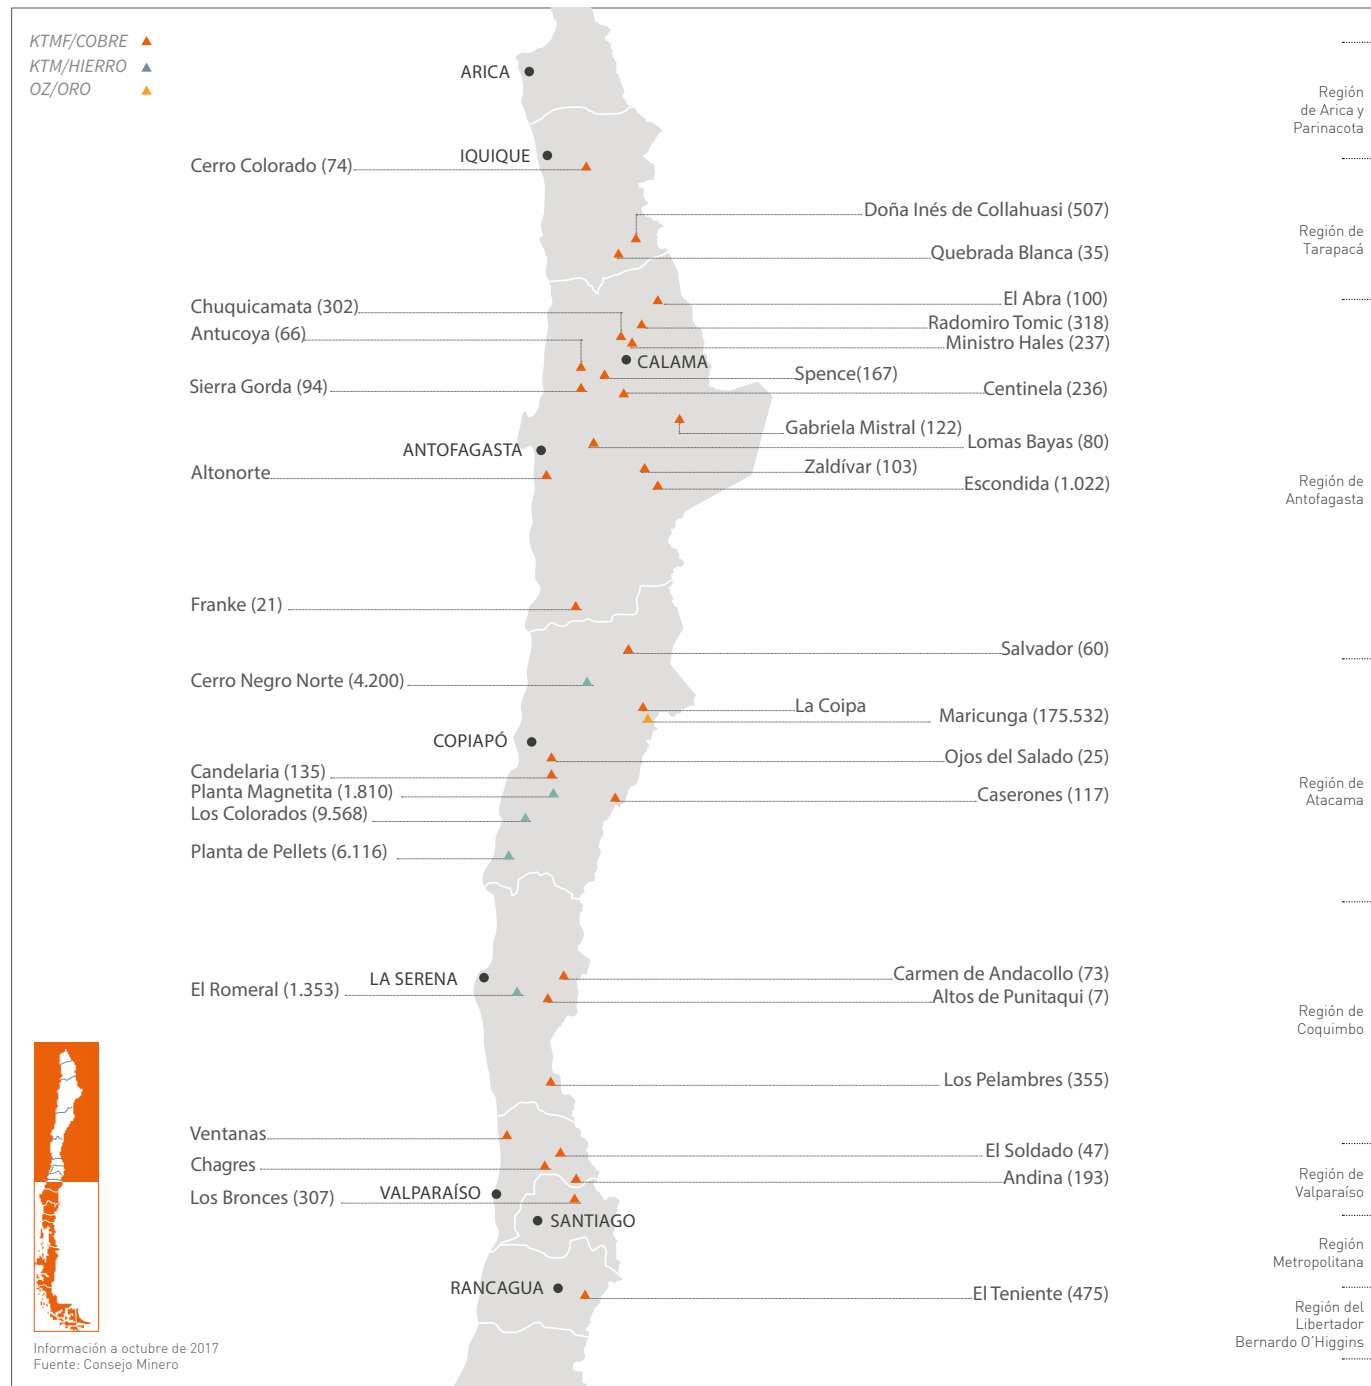 KTMF/COBRE
KTM/HIERRO
OZ/ORO
ARICA
Región
de Arica y
Parinacota
IQUIQUE
Cerro Colorado (74)
Doña Inés de Collahuasi (507)
Región de
Tarapacá
Quebrada Blanca (35)
El Abra (100)
Chuquicamata (302)
Radomiro Tomic (318)
Antucoya (66)
Ministro Hales (237)
CALAMA
Spence(167)
Sierra Gorda (94)
Centinela (236)
Gabriela Mistral (122)
Lomas Bayas (80)
ANTOFAGASTA
Zaldívar (103)
Altonorte
Escondida (1.022)
Región de
Antofagasta
Franke (21)
Salvador (60)
Cerro Negro Norte (4.200)
La Coipa
Maricunga (175.532)
COPIAPÓ
Ojos del Salado (25)
Candelaria (135)
Planta Magnetita (1.810)
Caserones (117)
Región de
Atacama
Los Colorados (9.568)
Planta de Pellets (6.116)
LA SERENA
Carmen de Andacollo (73)
El Romeral (1.353)
Altos de Punitaqui (7)
Región de
Coquimbo
Los Pelambres (355)
Ventanas
El Soldado (47)
Chagres
Andina (193)
Región de
Valparaíso
VALPARAÍSO
Los Bronces (307)
SANTIAGO
Región
Metropolitana
RANCAGUA
El Teniente (475)
Región del
Libertador
Bernardo O'Higgins
Información a octubre de 2017
Fuente: Consejo Minero